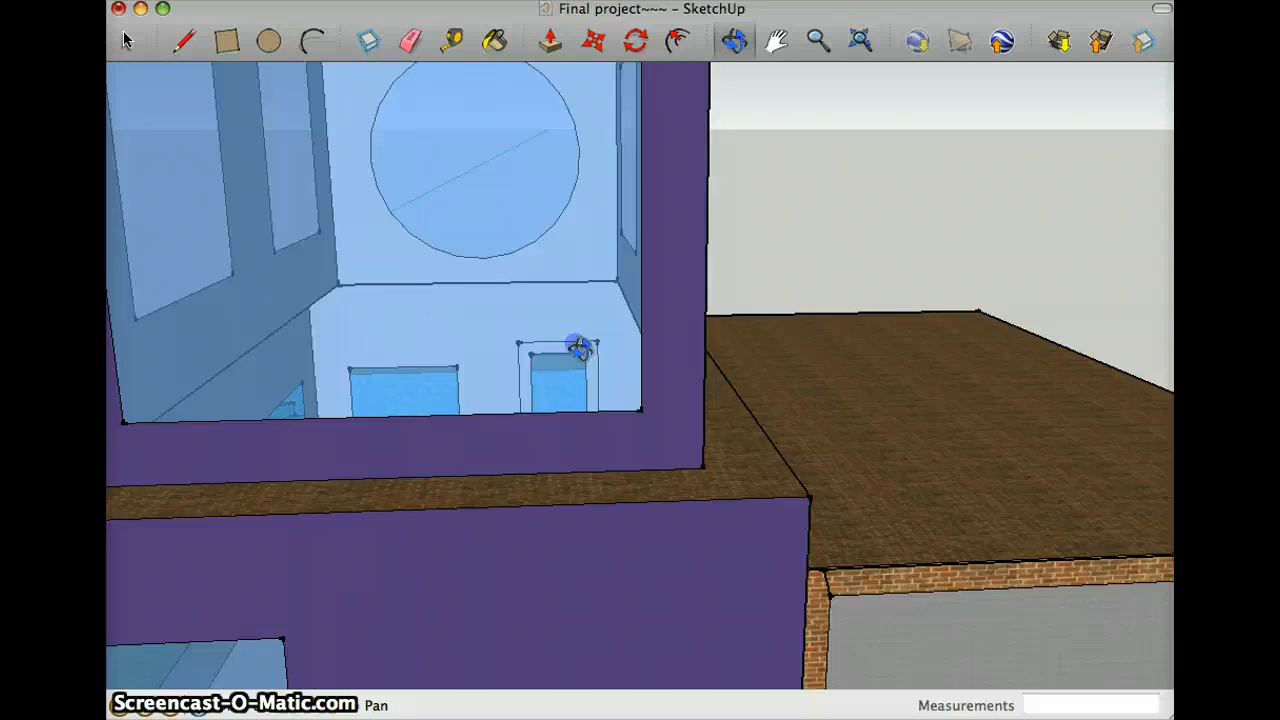 Final project~~~ - SketchUp
Screencast-O-Matic.com
Pan
Measurements